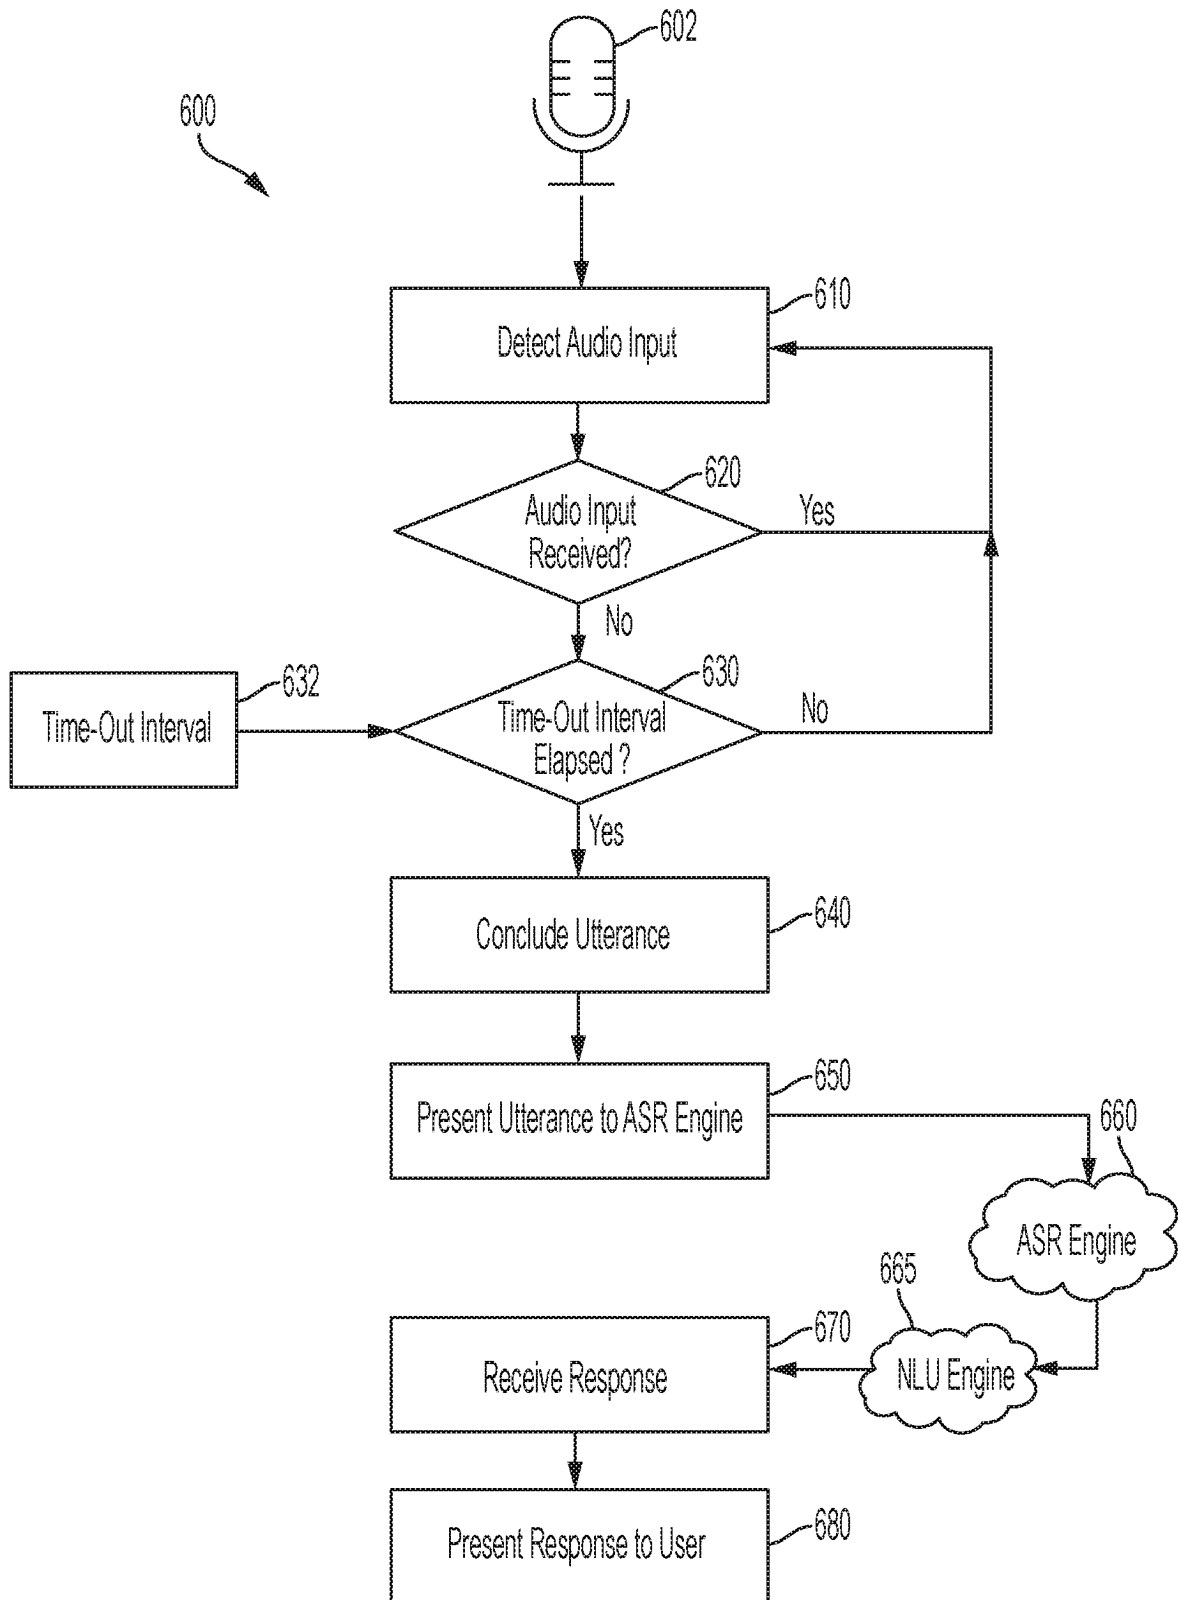 602
600
610
Detect Audio Input
620
Audio Input
Received?
Yes
No
632
Time-Out Interval
630
Time-Out Interval
Elapsed ?
No
Yes
640
Conclude Utterance
650
Present Utterance to ASR Engine
660
ASR Engine
665
NLU Engine
670
Receive Response
680
Present Response to User